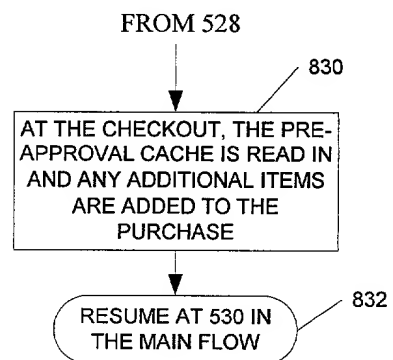 FROM 528
830
AT THE CHECKOUT, THE PRE-
APPROVAL CACHE IS READ IN
AND ANY ADDITIONAL ITEMS
ARE ADDED TO THE
PURCHASE
832
RESUME AT 530 IN
THE MAIN FLOW